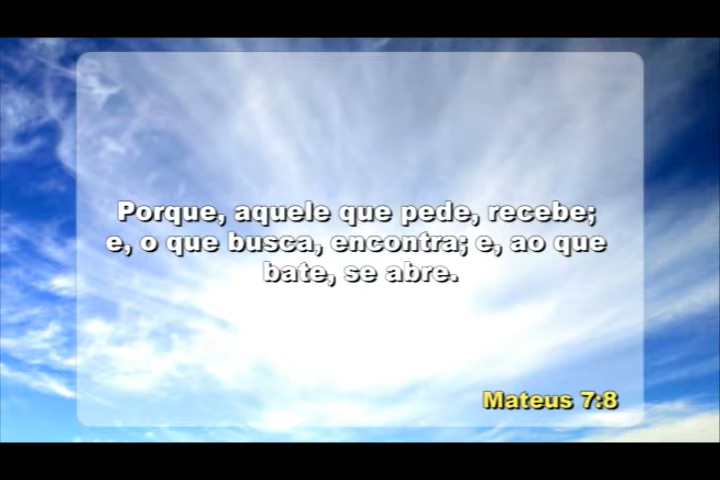 Porque, aquele que pede, recebe;
e, o que busca, encontra; e, ao que
bate, se abre.
Mateus 7:8